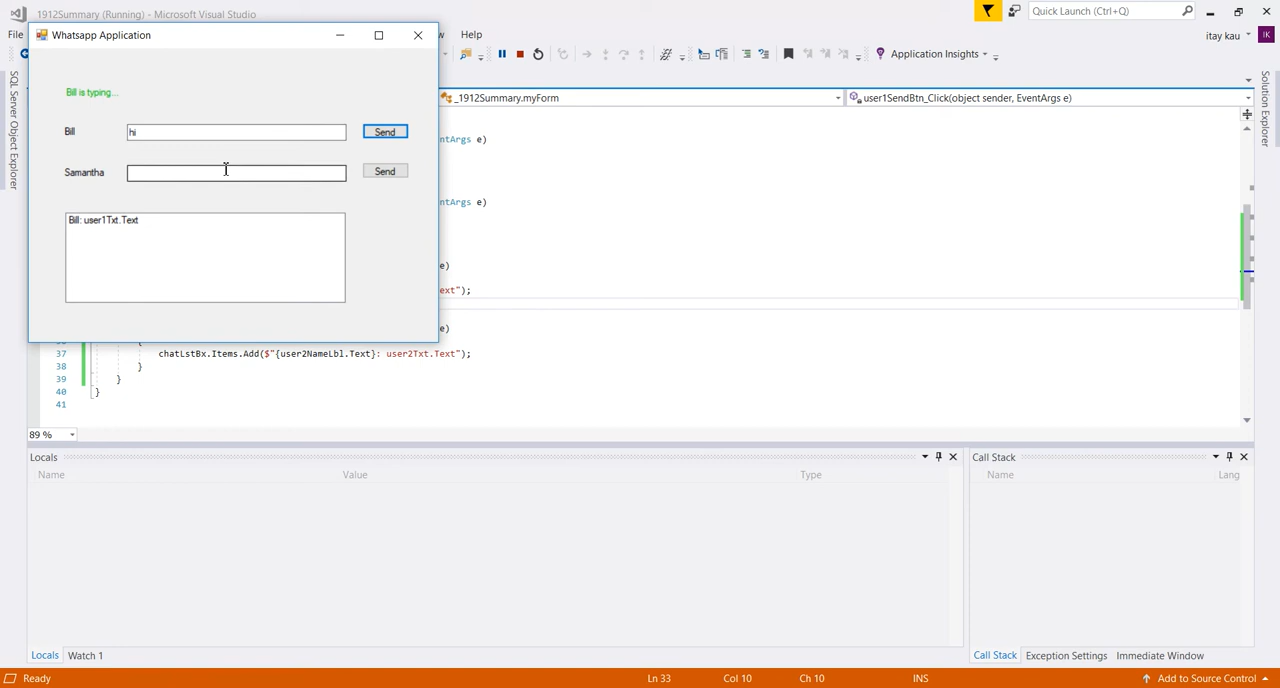 1912Summary (Running) - Microsoft Visual Studio
Quick Launch (Ctrl+Q)
Whatsapp Application
File
w
Help
itay kau
IK
Application Insights
SQL Server Object Explorer
Solution Explorer
Bill is typing...
_1912Summary.myForm
user1SendBtn_Click(object sender, EventArgs e)
Bill
hi
Send
entArgs e)
Samantha
Send
entArgs e)
Bill: user1Txt.Text
e)
ext");
e)
{
37 chatLstBx.Items.Add($"{user2NameLbl.Text}: user2Txt.Text");
38 }
39 }
40 }
41
89 %
Locals
Call Stack
Name Value Type
Name Lang
Locals Watch 1
Call Stack Exception Settings Immediate Window
Ready
Ln 33 Col 10 Ch 10 INS
Add to Source Control